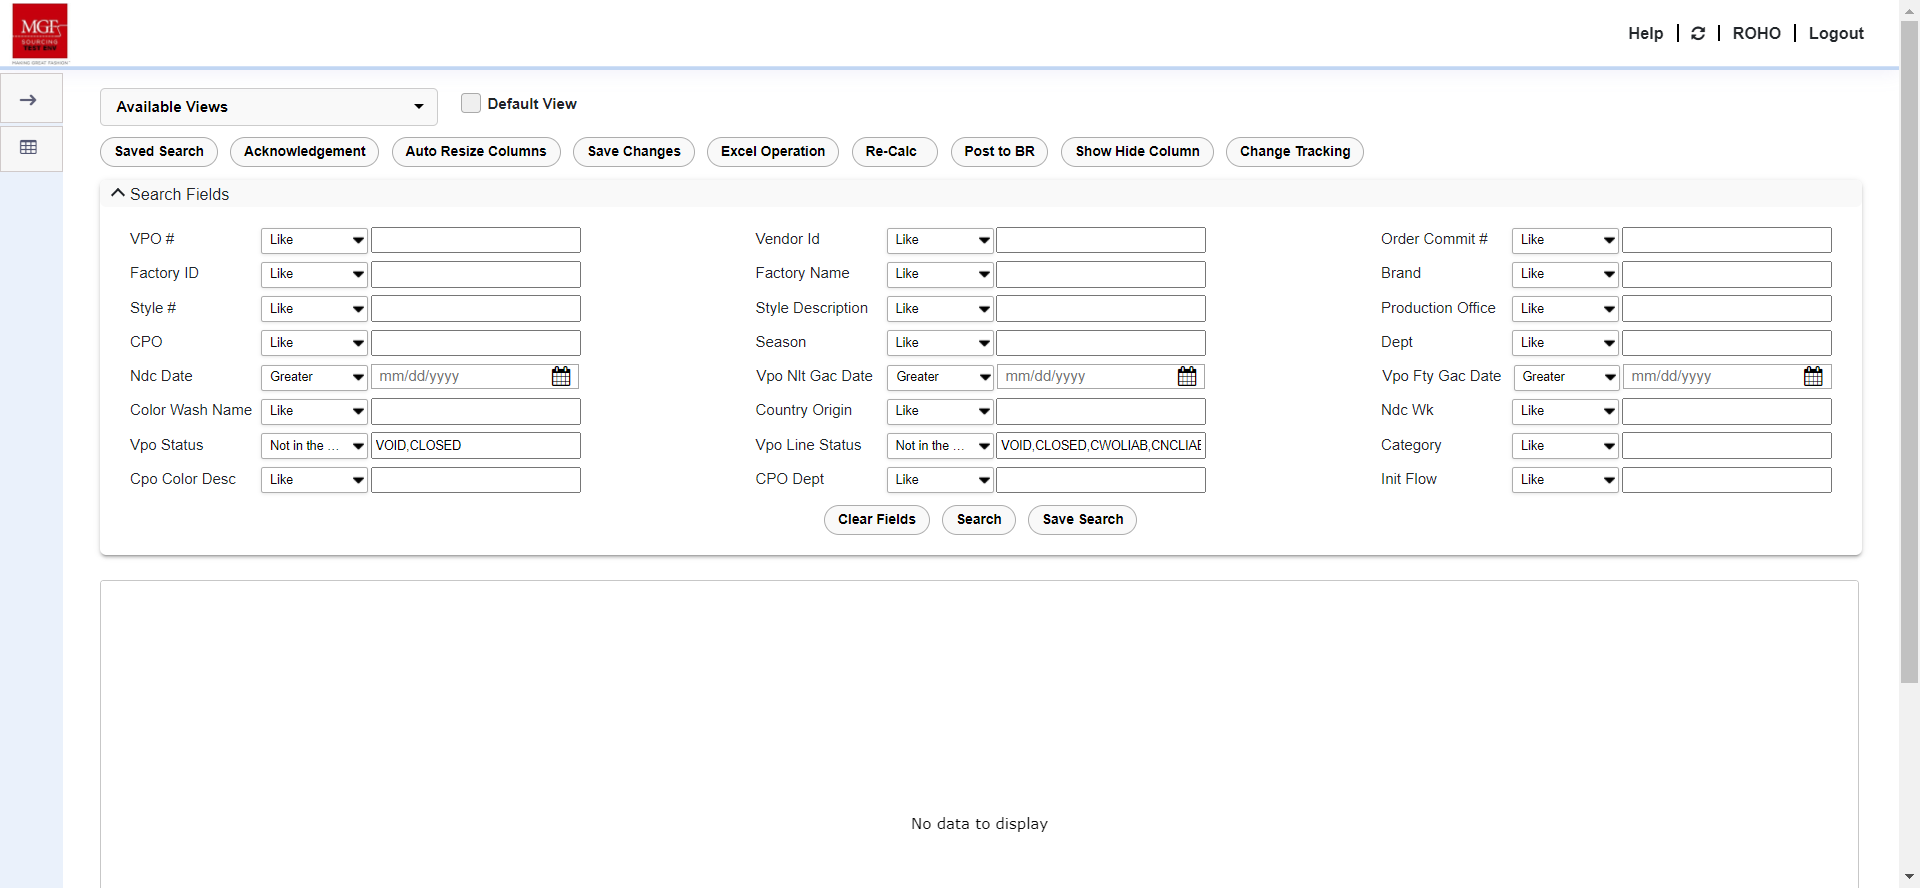 MGF
SOURCING
TEST ENV
MAKING GREAT FASHION
Help
ROHO
Logout
Available Views
Default View
Saved Search
Acknowledgement
Auto Resize Columns
Save Changes
Excel Operation
Re-Calc
Post to BR
Show Hide Column
Change Tracking
Search Fields
VPO # Like
Vendor Id Like
Order Commit # Like
Factory ID Like
Factory Name Like
Brand Like
Style # Like
Style Description Like
Production Office Like
CPO Like
Season Like
Dept Like
Ndc Date Greater mm/dd/yyyy
Vpo Nlt Gac Date Greater mm/dd/yyyy
Vpo Fty Gac Date Greater mm/dd/yyyy
Color Wash Name Like
Country Origin Like
Ndc Wk Like
Vpo Status Not in the ... VOID,CLOSED
Vpo Line Status Not in the ... VOID,CLOSED,CWOLIAB,CNCLIAB
Category Like
Cpo Color Desc Like
CPO Dept Like
Init Flow Like
Clear Fields
Search
Save Search
No data to display